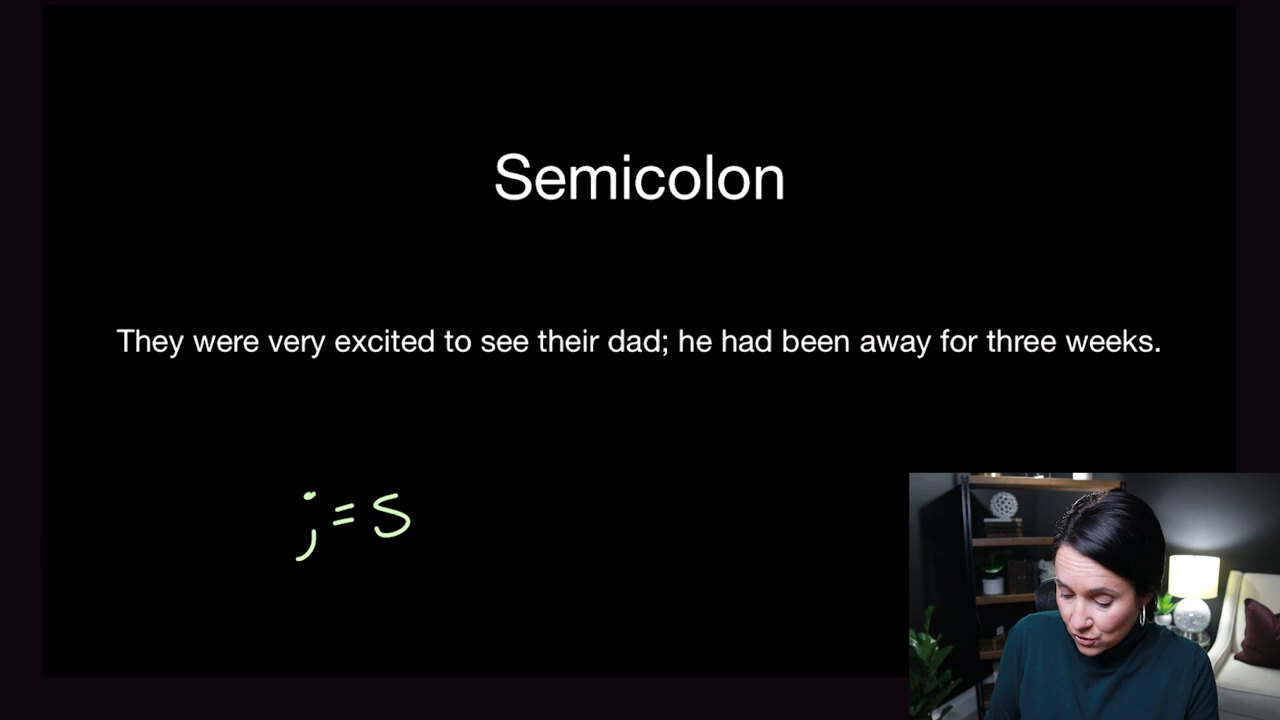 Semicolon
They were very excited to see their dad; he had been away for three weeks.
; = S